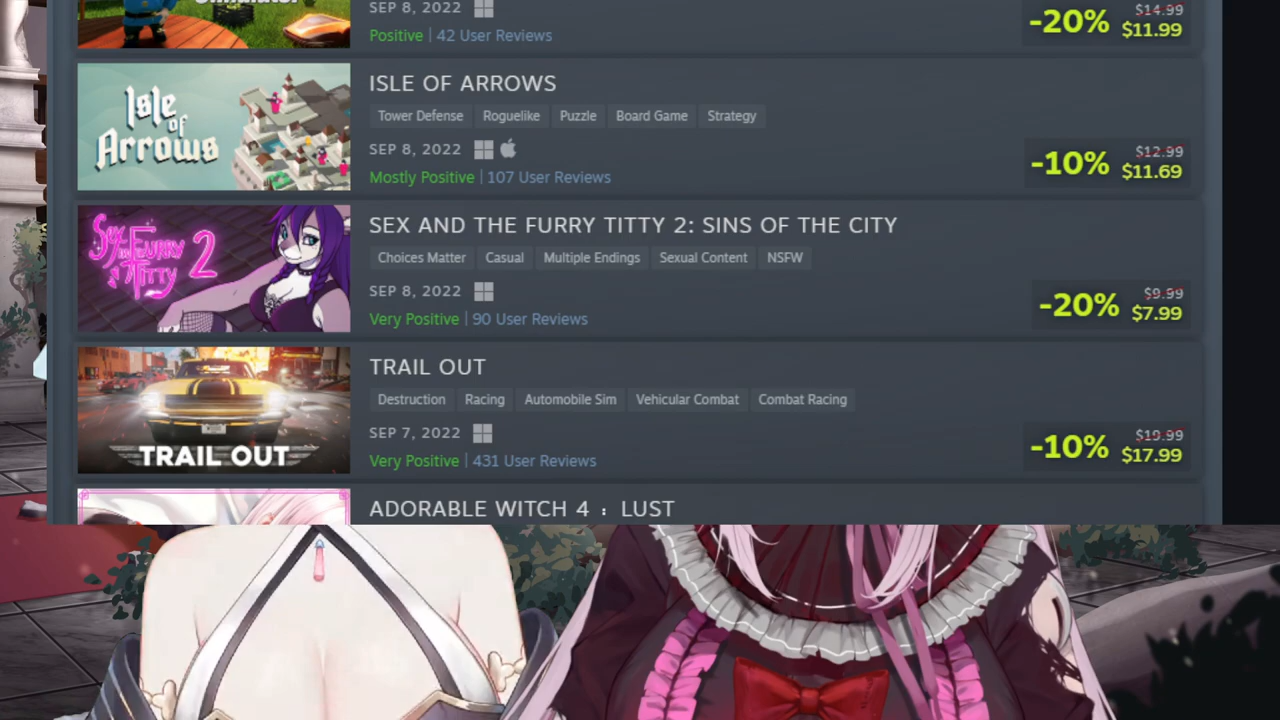 Simulator
SEP 8, 2022
Positive | 42 User Reviews
-20% $14.99 $11.99
Isle of Arrows
ISLE OF ARROWS
Tower Defense Roguelike Puzzle Board Game Strategy
SEP 8, 2022
Mostly Positive | 107 User Reviews
-10% $12.99 $11.69
Sex and the Furry Titty 2
SEX AND THE FURRY TITTY 2: SINS OF THE CITY
Choices Matter Casual Multiple Endings Sexual Content NSFW
SEP 8, 2022
Very Positive | 90 User Reviews
-20% $9.99 $7.99
TRAIL OUT
TRAIL OUT
Destruction Racing Automobile Sim Vehicular Combat Combat Racing
SEP 7, 2022
Very Positive | 431 User Reviews
-10% $19.99 $17.99
ADORABLE WITCH 4 : LUST